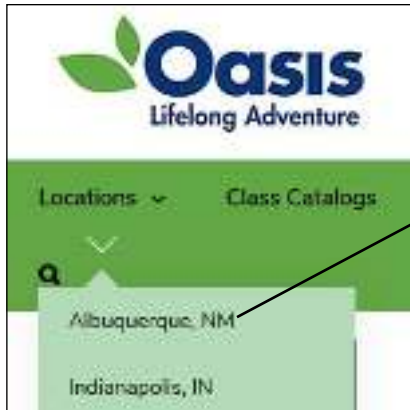 Oasis
Lifelong Adventure
Locations Class Catalogs
Albuquerque, NM
Indianapolis, IN